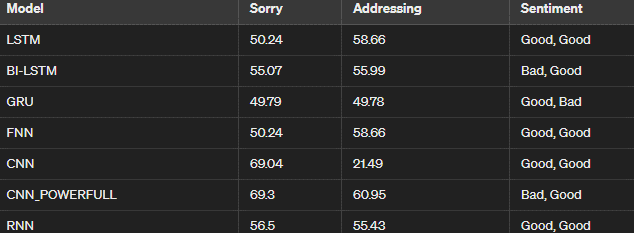 Model Sorry Addressing Sentiment
LSTM 50.24 58.66 Good, Good
BI-LSTM 55.07 55.99 Bad, Good
GRU 49.79 49.78 Good, Bad
FNN 50.24 58.66 Good, Good
CNN 69.04 21.49 Good, Good
CNN_POWERFULL 69.3 60.95 Bad, Good
RNN 56.5 55.43 Good, Good